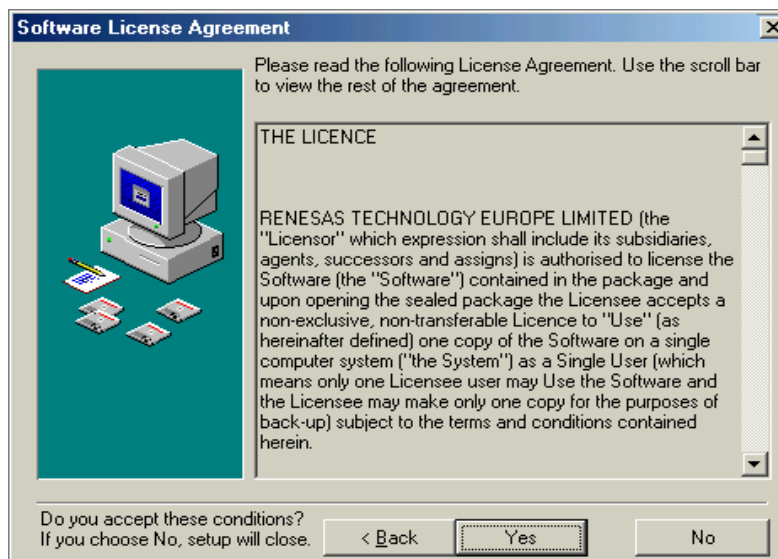 Software License Agreement
Please read the following License Agreement. Use the scroll bar
to view the rest of the agreement.
THE LICENCE
RENESAS TECHNOLOGY EUROPE LIMITED (the
"Licensor" which expression shall include its subsidiaries,
agents, successors and assigns) is authorised to license the
Software (the "Software") contained in the package and
upon opening the sealed package the Licensee accepts a
non-exclusive, non-transferable Licence to "Use" (as
hereinafter defined) one copy of the Software on a single
computer system ("the System") as a Single User (which
means only one Licensee user may Use the Software and
the Licensee may make only one copy for the purposes of
back-up) subject to the terms and conditions contained
herein.
Do you accept these conditions?
If you choose No, setup will close.
< Back
Yes
No